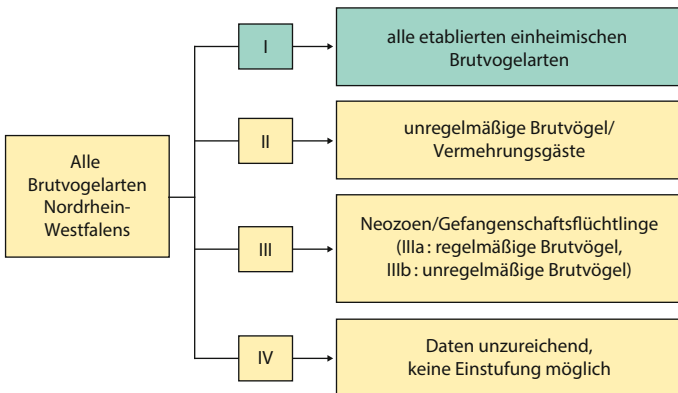 Alle
Brutvogelarten
Nordrhein-
Westfalens
I
alle etablierten einheimischen
Brutvogelarten
II
unregelmäßige Brutvögel/
Vermehrungsgäste
III
Neozoen/Gefangenschaftsflüchtlinge
(IIIa: regelmäßige Brutvögel,
IIIb: unregelmäßige Brutvögel)
IV
Daten unzureichend,
keine Einstufung möglich